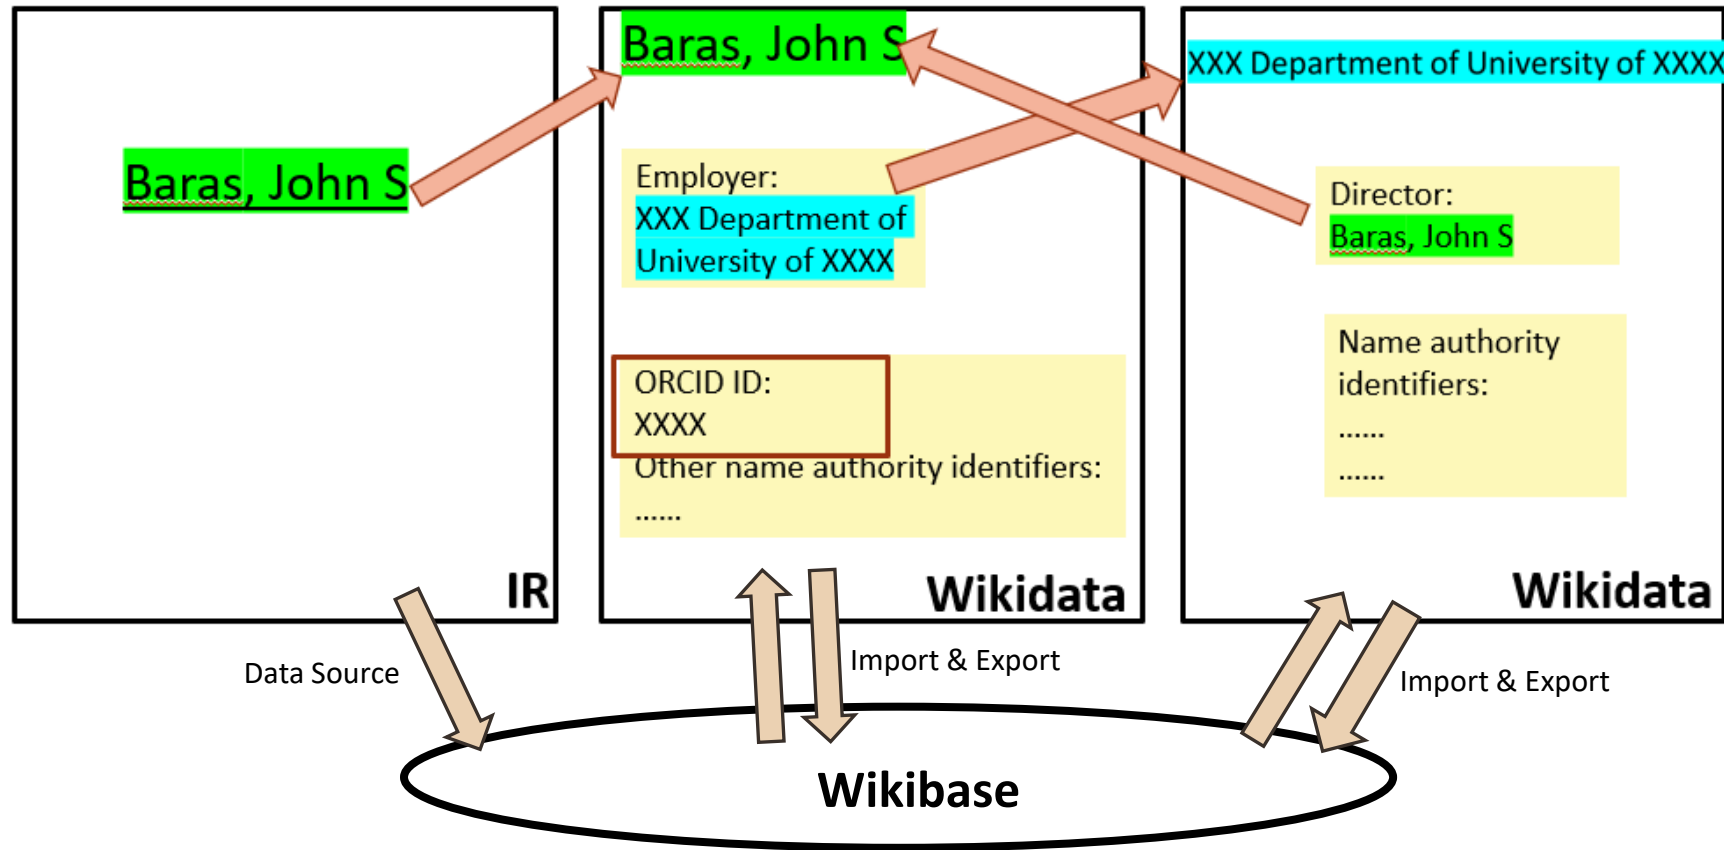 Baras, John S
IR
Baras, John S
Employer:
XXX Department of
University of XXXX
ORCID ID:
XXXX
Other name authority identifiers:
......
Wikidata
XXX Department of University of XXXX
Director:
Baras, John S
Name authority
identifiers:
......
......
Wikidata
Data Source
Import & Export
Import & Export
Wikibase